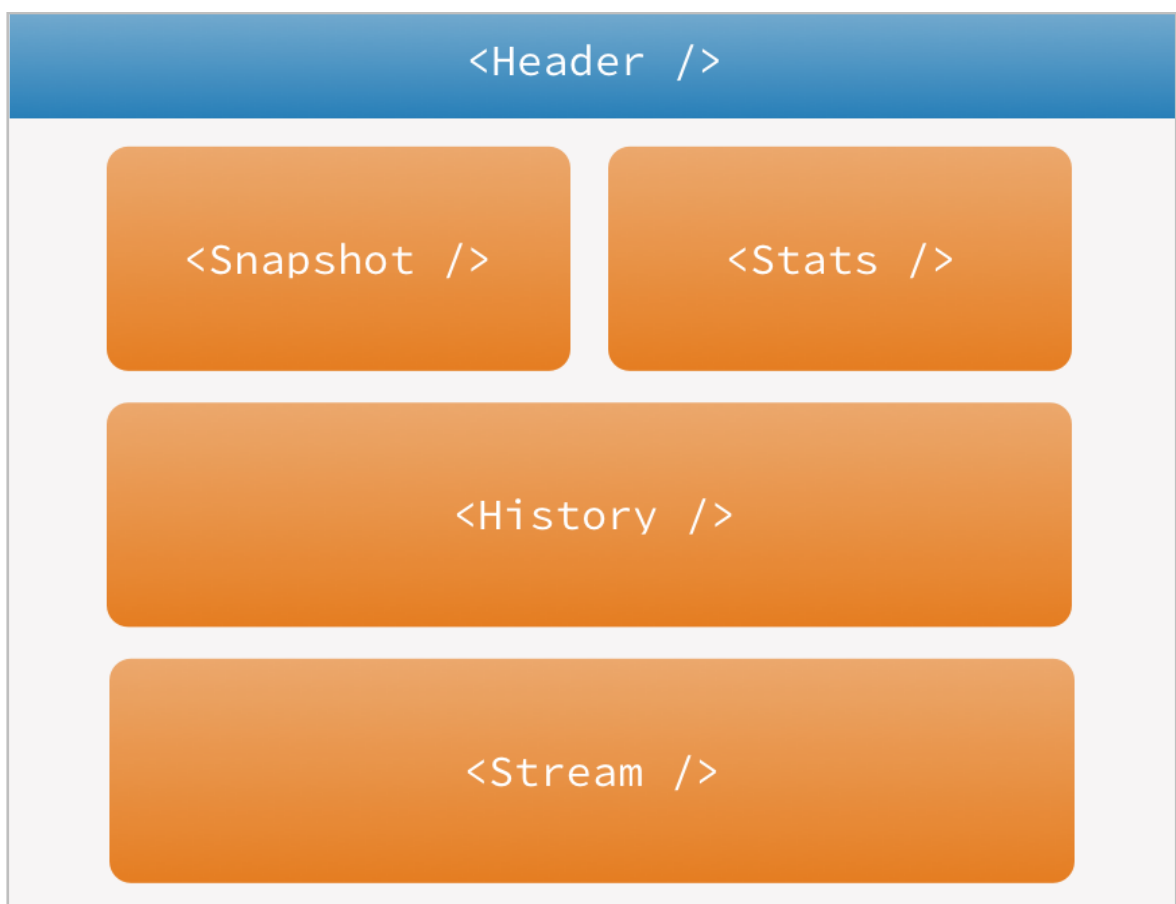 <Header />
<Snapshot />
<Stats />
<History />
<Stream />